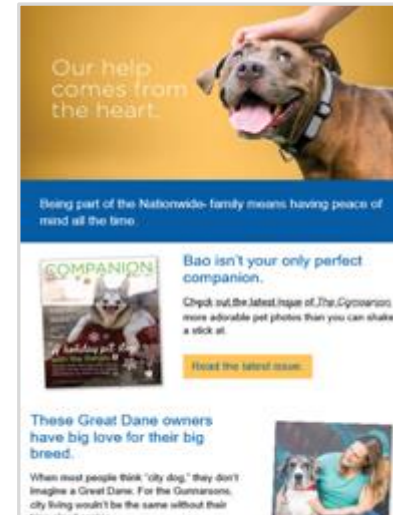 Our help
comes from
the heart.
Being part of the Nationwide- family means having peace of
mind all the time.
COMPANION
A holiday pet story
Bao isn't your only perfect
companion.
Check out the latest issue of The Companion
more adorable pet photos than you can shake
a stick at.
Read the latest issue.
These Great Dane owners
have big love for their big
breed.
When most people think "city dog," they don't
imagine a Great Dane. For the Gunnarsons,
city living wouldn't be the same without their